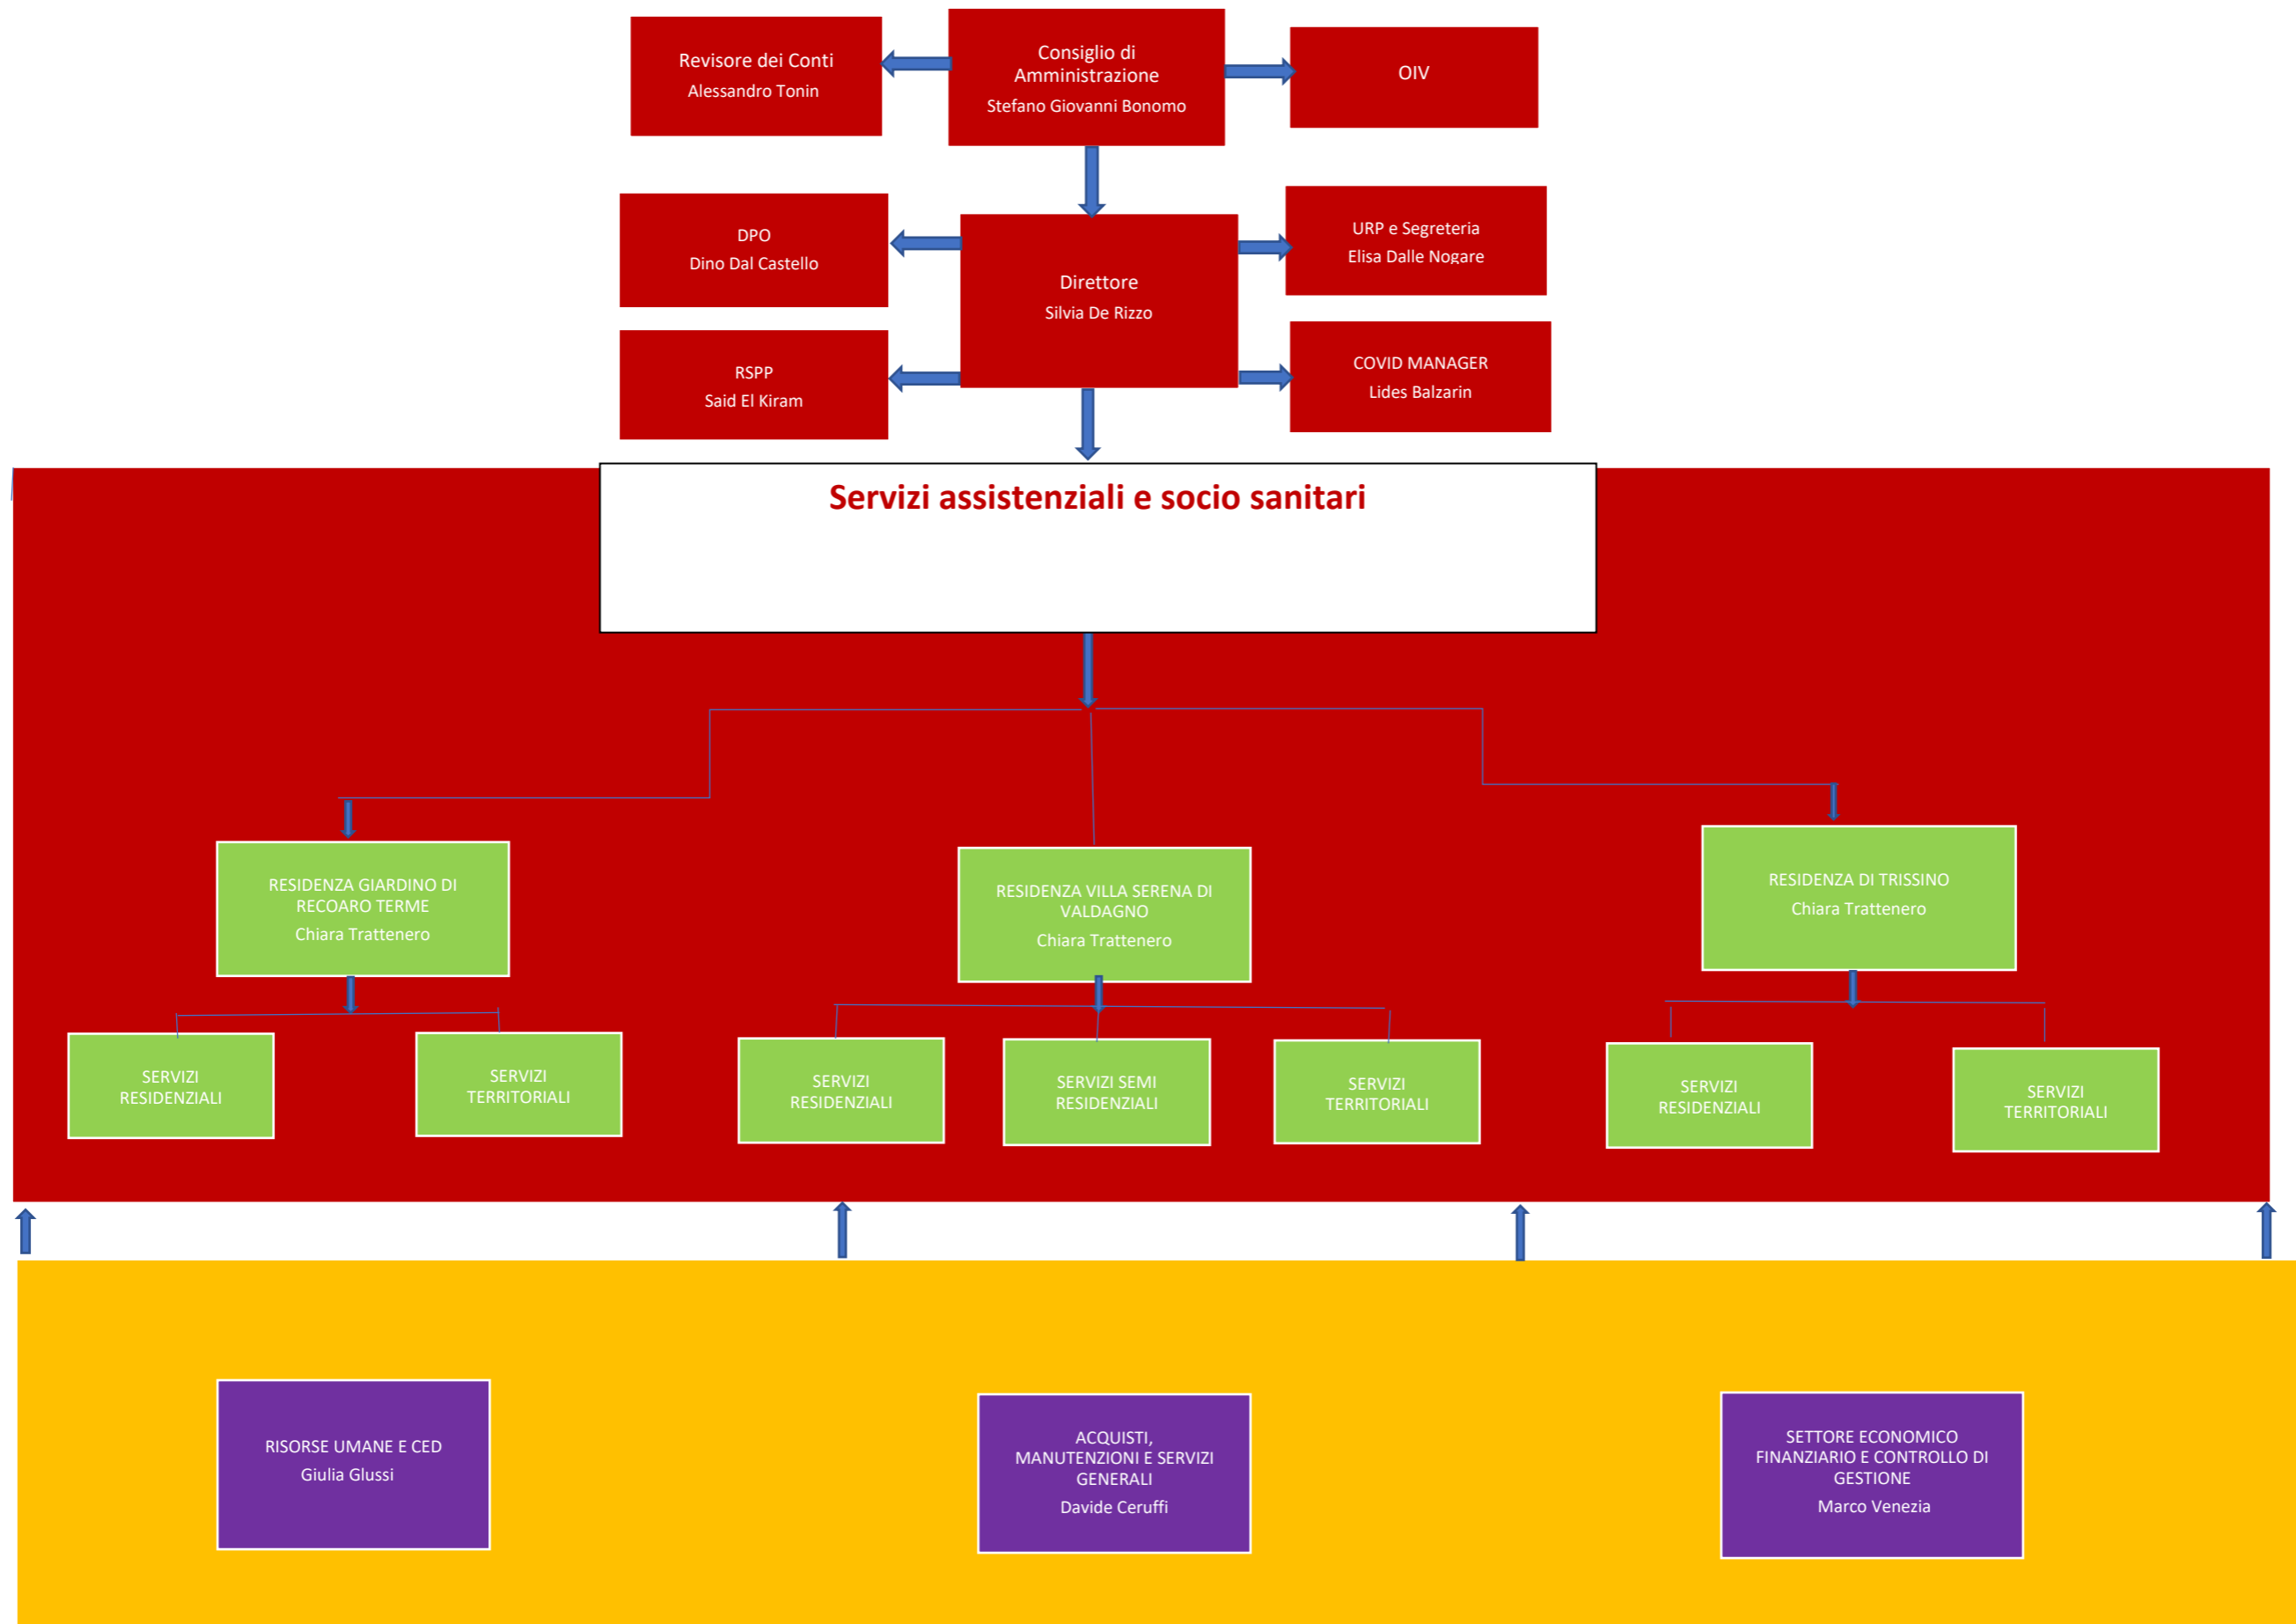 Revisore dei Conti
Alessandro Tonin
Consiglio di
Amministrazione
Stefano Giovanni Bonomo
OIV
DPO
Dino Dal Castello
Direttore
Silvia De Rizzo
URP e Segreteria
Elisa Dalle Nogare
RSPP
Said El Kiram
COVID MANAGER
Lides Balzarin
Servizi assistenziali e socio sanitari
RESIDENZA GIARDINO DI
RECOARO TERME
Chiara Trattenero
RESIDENZA VILLA SERENA DI
VALDAGNO
Chiara Trattenero
RESIDENZA DI TRISSINO
Chiara Trattenero
SERVIZI
RESIDENZIALI
SERVIZI
TERRITORIALI
SERVIZI
RESIDENZIALI
SERVIZI SEMI
RESIDENZIALI
SERVIZI
TERRITORIALI
SERVIZI
RESIDENZIALI
SERVIZI
TERRITORIALI
RISORSE UMANE E CED
Giulia Glussi
ACQUISTI,
MANUTENZIONI E SERVIZI
GENERALI
Davide Ceruffi
SETTORE ECONOMICO
FINANZIARIO E CONTROLLO DI
GESTIONE
Marco Venezia